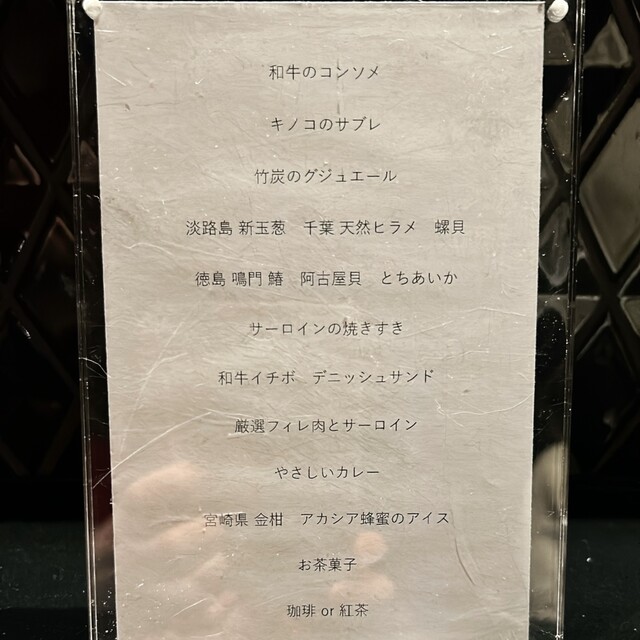 和牛のコンソメ
キノコのサブレ
竹炭のグジュエール
淡路島 新玉葱　千葉 天然ヒラメ　螺貝
徳島 鳴門 鰆　阿古屋貝　とちあいか
サーロインの焼きすき
和牛イチボ　デニッシュサンド
厳選フィレ肉とサーロイン
やさしいカレー
宮崎県 金柑　アカシア蜂蜜のアイス
お茶菓子
珈琲 or 紅茶